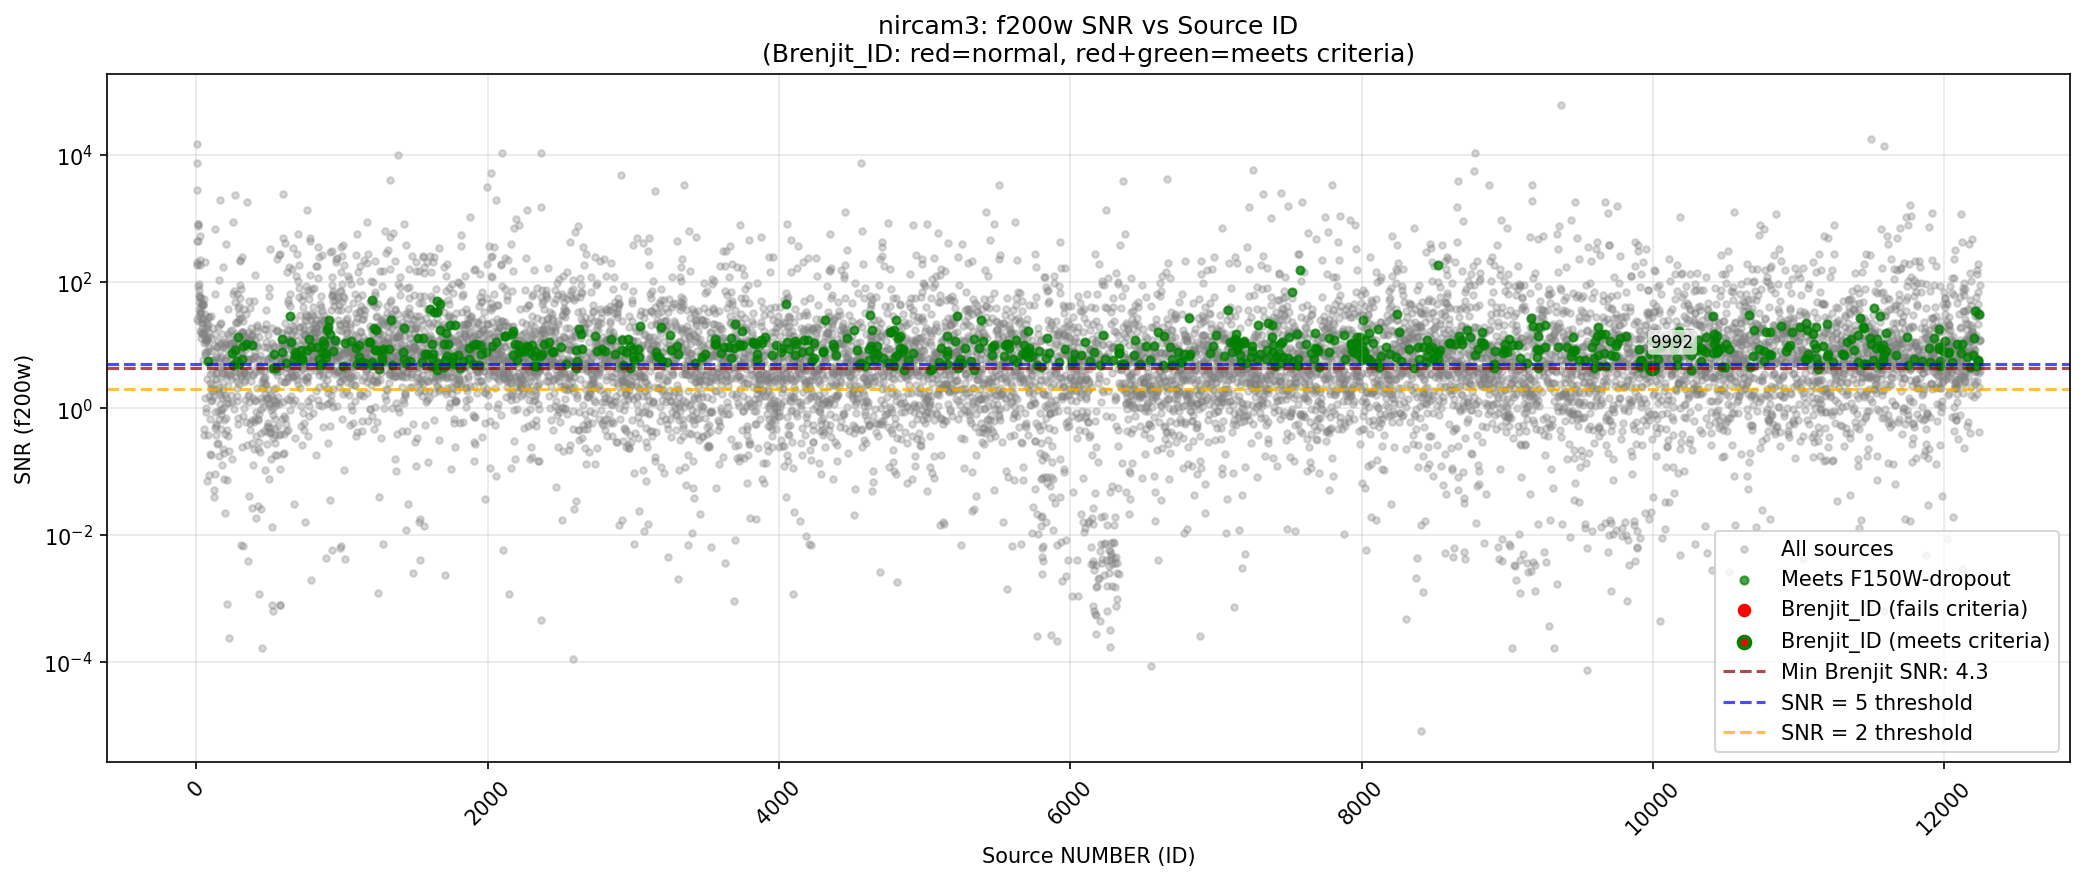 nircam3: f200w SNR vs Source ID
(Brenjit_ID: red=normal, red+green=meets criteria)
SNR (f200w)
10^4
10^2
10^0
10^−2
10^−4
9992
All sources
Meets F150W-dropout
Brenjit_ID (fails criteria)
Brenjit_ID (meets criteria)
Min Brenjit SNR: 4.3
SNR = 5 threshold
SNR = 2 threshold
0
2000
4000
6000
8000
10000
12000
Source NUMBER (ID)